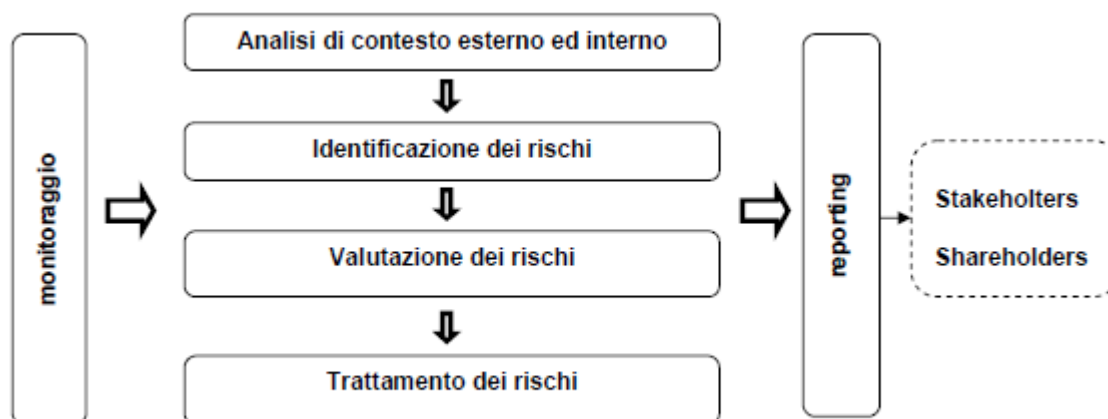 Analisi di contesto esterno ed interno
monitoraggio
Identificazione dei rischi
Valutazione dei rischi
Trattamento dei rischi
reporting
Stakeholters
Shareholders